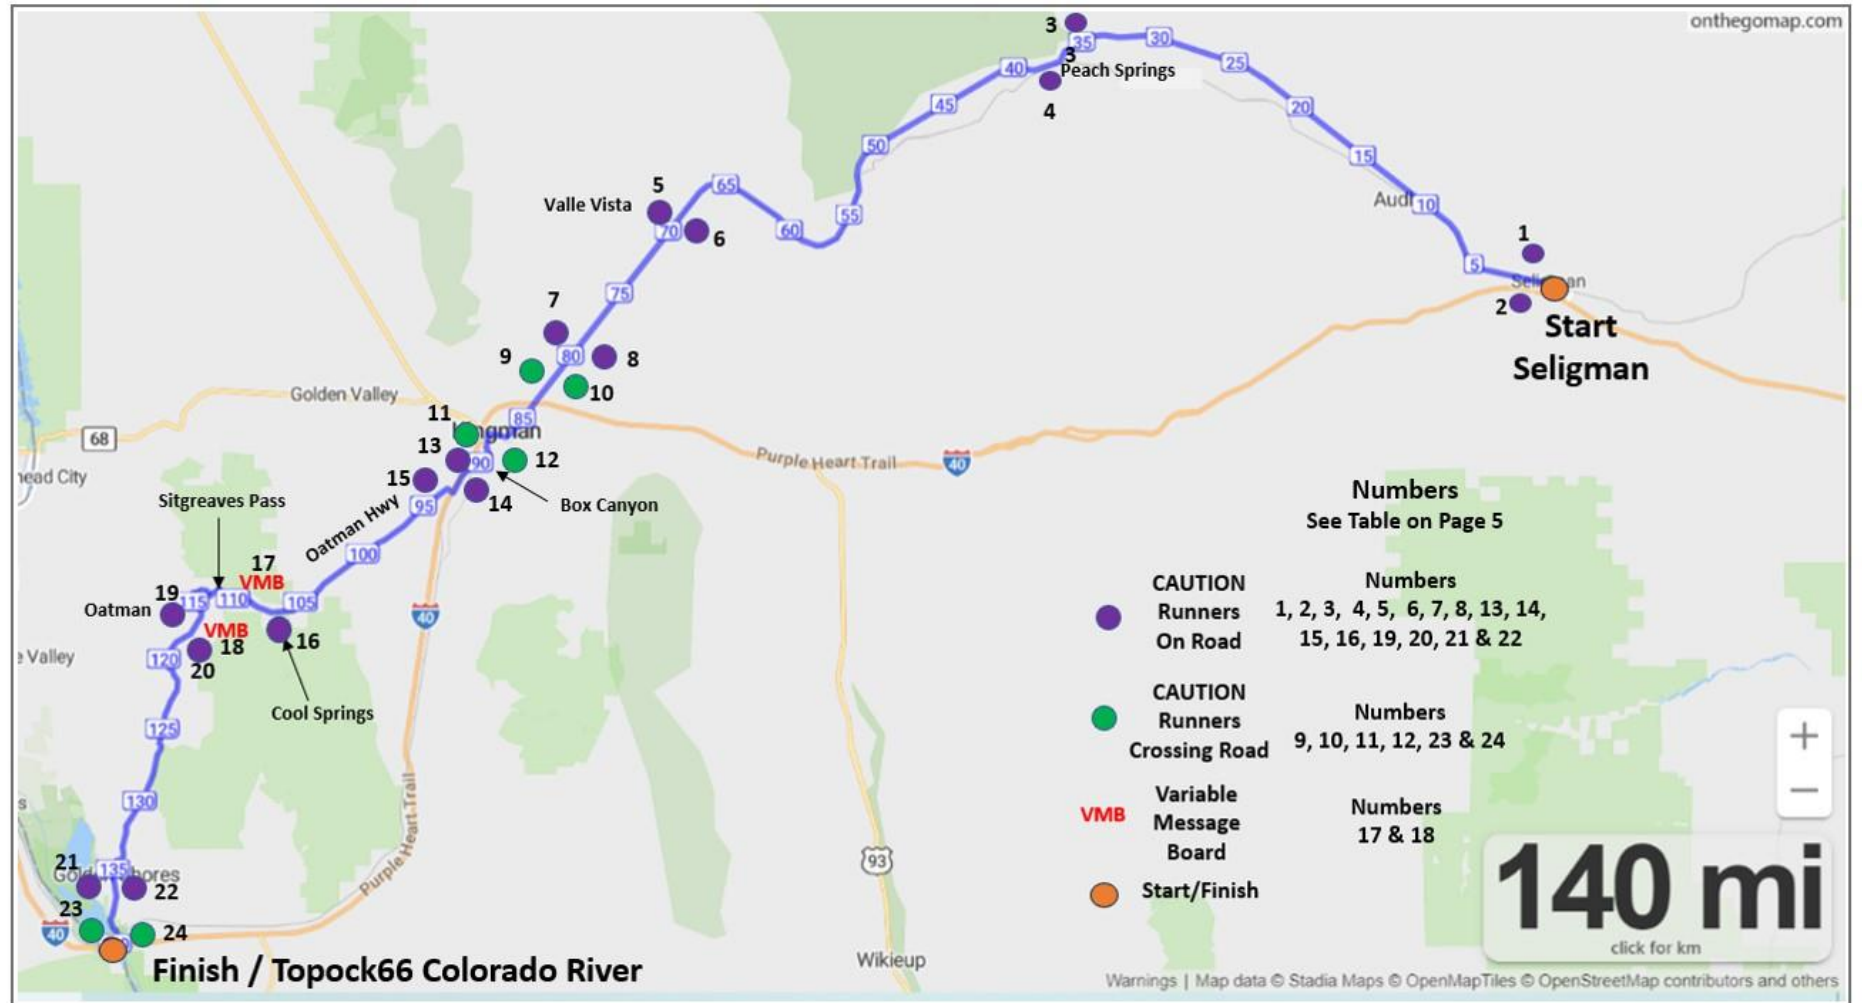 onthegomap.com
3
35
30
3
40
Peach Springs
25
4
45
20
50
15
5
65
Valle Vista
Aud
10
55
70
60
6
1
5
75
2
Start
Seligman
7
80
8
9
10
Golden Valley
11
85
68
13
90
12
Purple Heart Trail
40
15
14
95
Box Canyon
Sitgreaves Pass
Oatman Hwy
100
17
VMB
19
115
110
105
Oatman
40
VMB
18
16
120
20
Cool Springs
125
130
Purple Heart Trail
93
21
135
22
23
40
24
Wikieup
Finish / Topock66 Colorado River
Numbers
See Table on Page 5
CAUTION
Runners
On Road
Numbers
1, 2, 3, 4, 5, 6, 7, 8, 13, 14,
15, 16, 19, 20, 21 & 22
CAUTION
Runners
Crossing Road
Numbers
9, 10, 11, 12, 23 & 24
VMB
Variable
Message
Board
Numbers
17 & 18
Start/Finish
+
−
140 mi
click for km
Warnings | Map data © Stadia Maps © OpenMapTiles © OpenStreetMap contributors and others